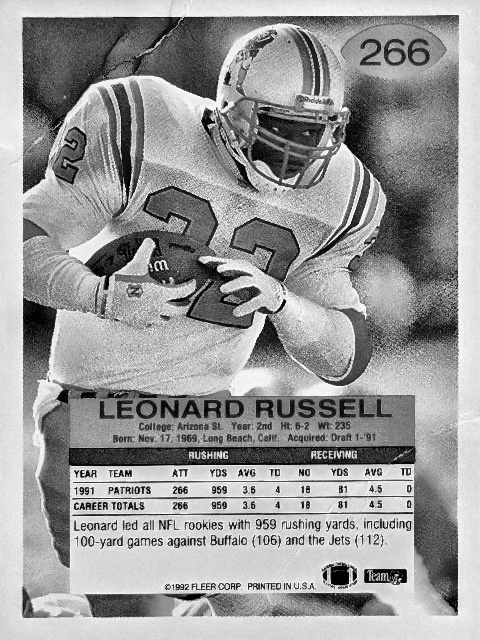 266
Riddell
2
22
LEONARD RUSSELL
College: Arizona St. Year: 2nd Ht: 6-2 Wt: 235
Born: Nov. 17, 1969, Long Beach, Calif. Acquired: Draft 1-'91
RUSHING RECEIVING
YEAR TEAM ATT YDS AVG TD NO YDS AVG TD
1991 PATRIOTS 266 959 3.6 4 18 81 4.5 0
CAREER TOTALS 266 959 3.6 4 18 81 4.5 0
Leonard led all NFL rookies with 959 rushing yards, including
100-yard games against Buffalo (106) and the Jets (112).
Team
©1992 FLEER CORP. PRINTED IN U.S.A.